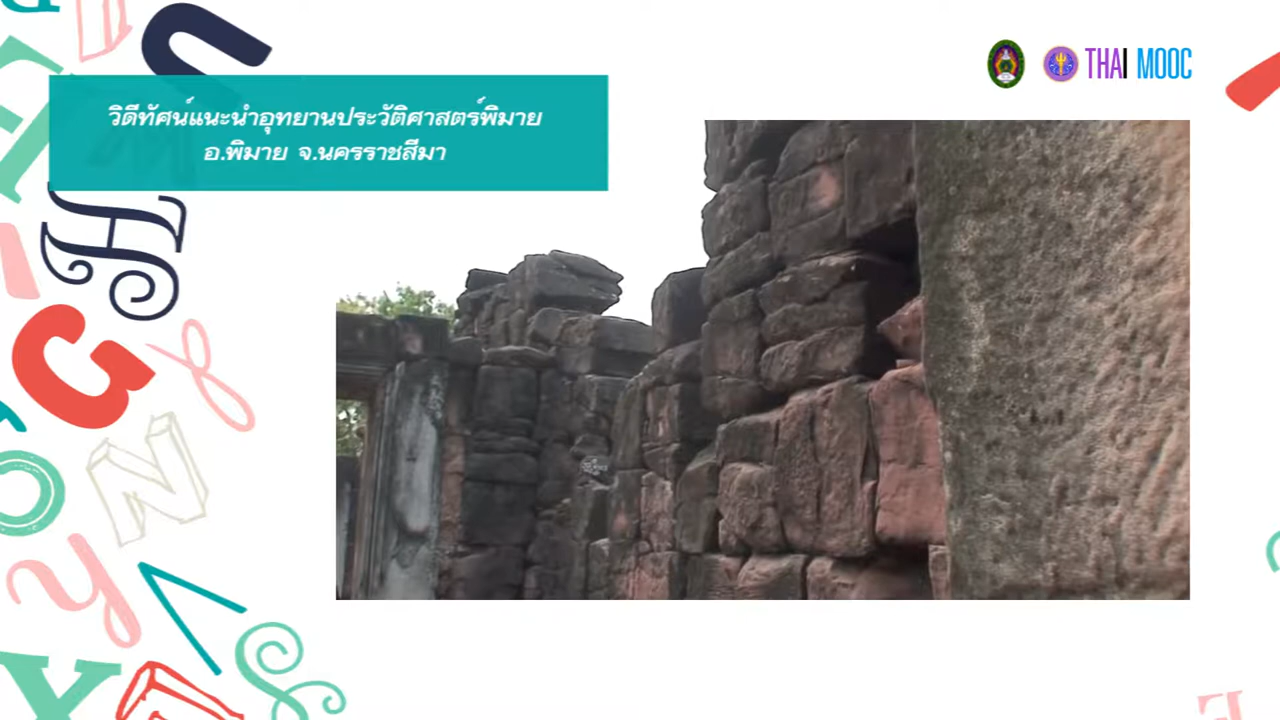 วิดีทัศน์แนะนำอุทยานประวัติศาสตร์พิมาย
อ.พิมาย จ.นครราชสีมา
THAI MOOC